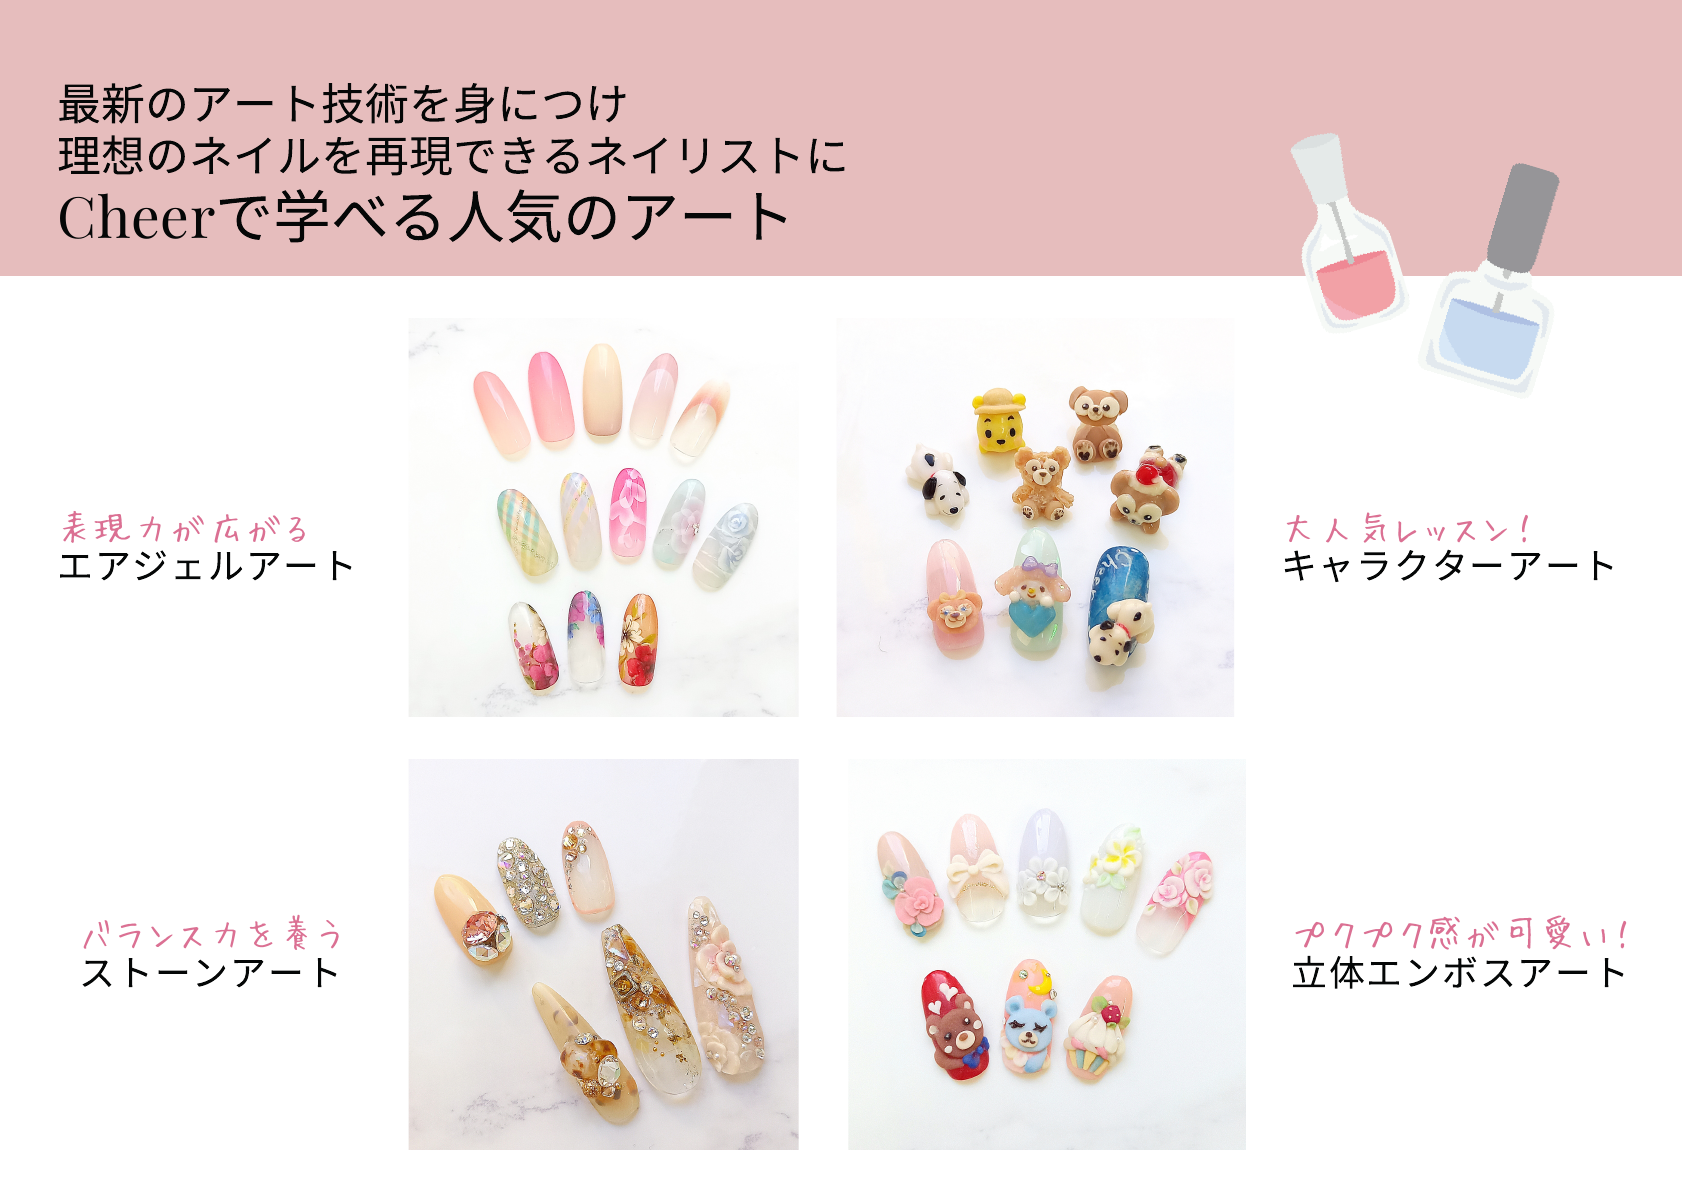 最新のアート技術を身につけ
理想のネイルを再現できるネイリストに
Cheerで学べる人気のアート
表現力が広がる
エアジェルアート
大人気レッスン!
キャラクターアート
バランス力を養う
ストーンアート
プクプク感が可愛い!
立体エンボスアート